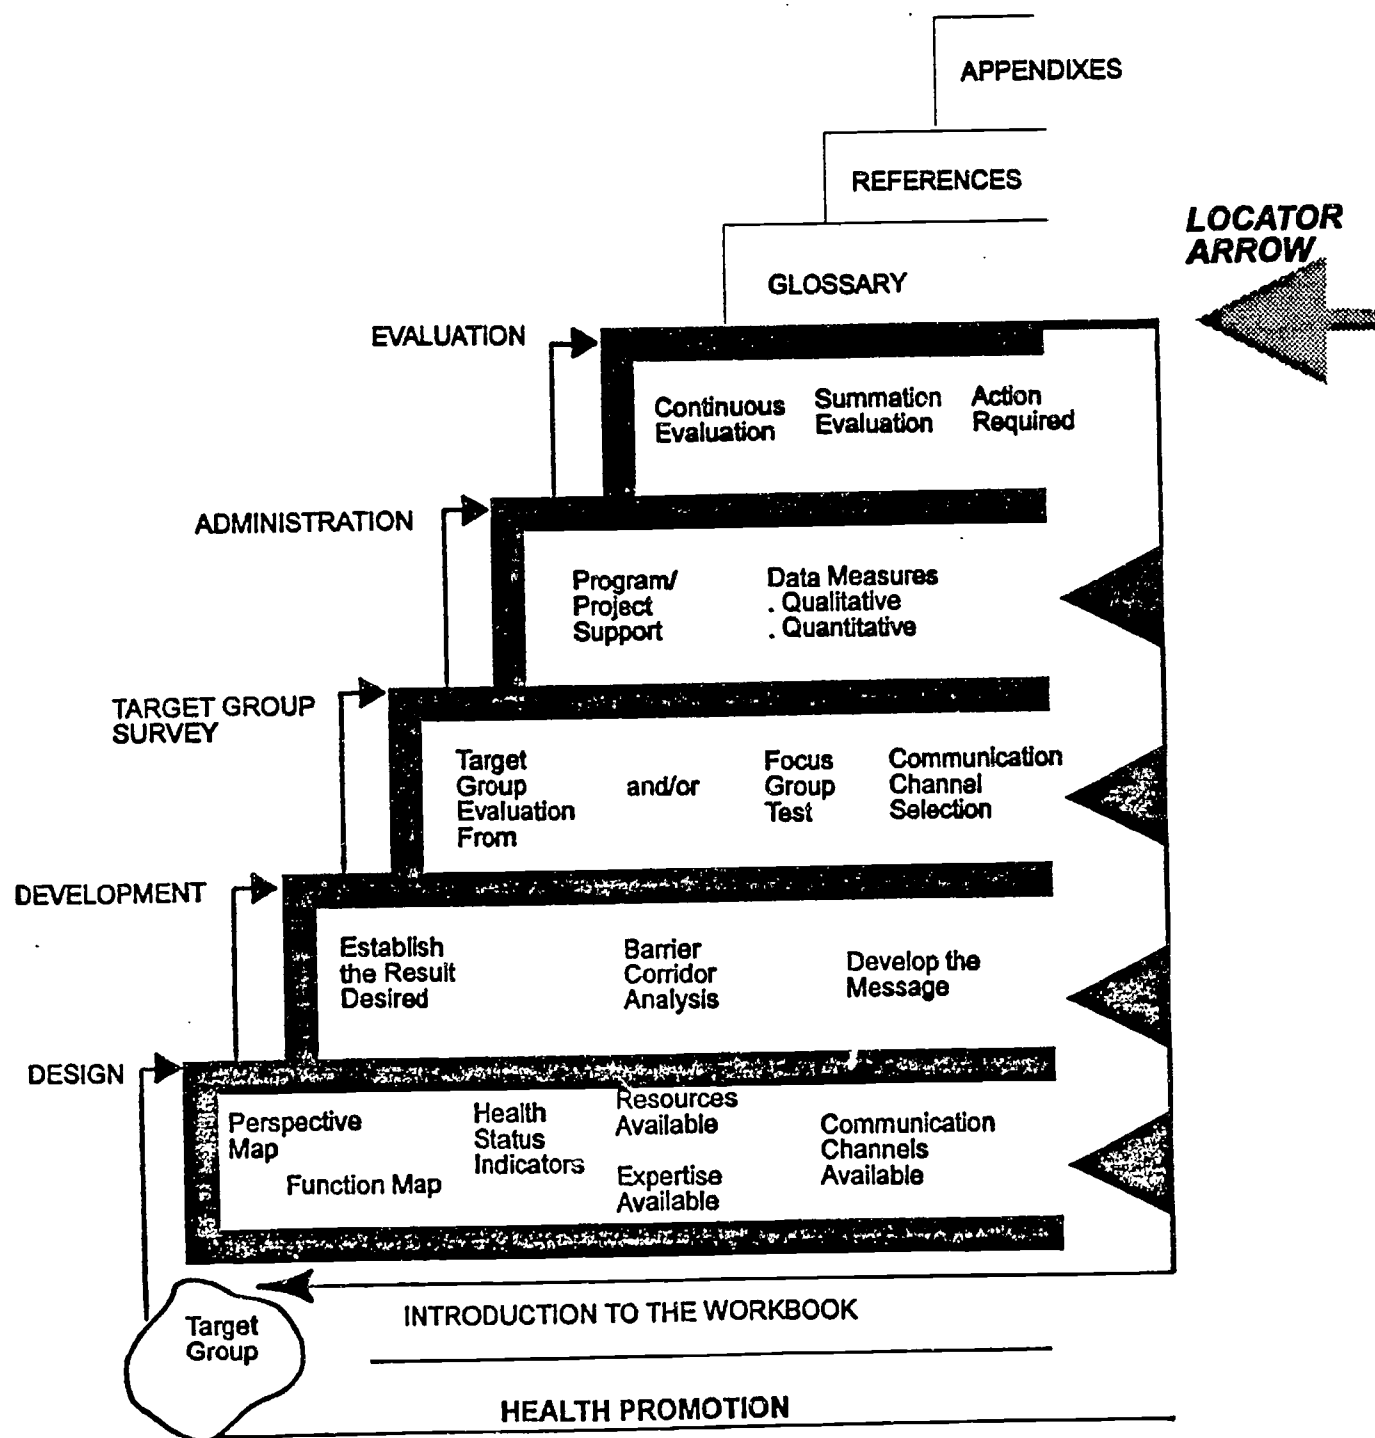 APPENDIXES
REFERENCES
LOCATOR
ARROW
GLOSSARY
EVALUATION
Continuous
Evaluation
Summation
Evaluation
Action
Required
ADMINISTRATION
Program/
Project
Support
Data Measures
. Qualitative
. Quantitative
TARGET GROUP
SURVEY
Target
Group
Evaluation
From
and/or
Focus
Group
Test
Communication
Channel
Selection
DEVELOPMENT
Establish
the Result
Desired
Barrier
Corridor
Analysis
Develop the
Message
DESIGN
Perspective
Map
Function Map
Health
Status
Indicators
Resources
Available
Expertise
Available
Communication
Channels
Available
Target
Group
INTRODUCTION TO THE WORKBOOK
HEALTH PROMOTION